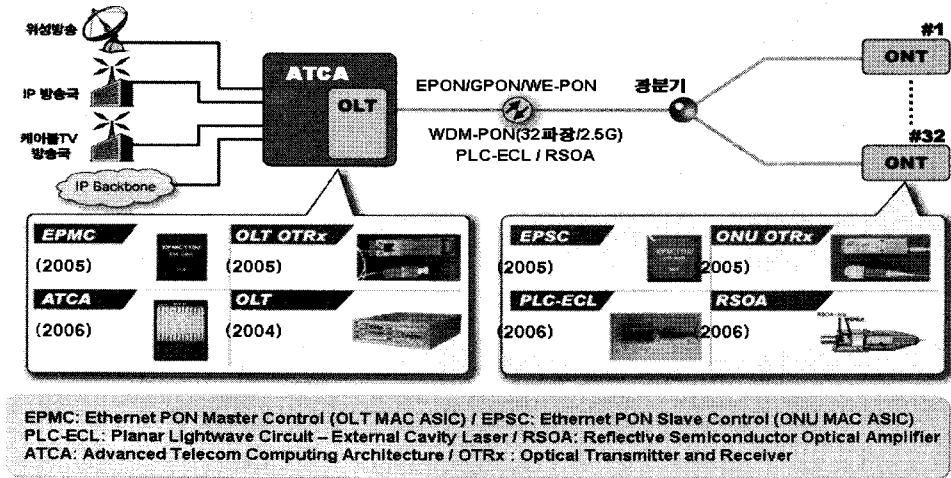 위성방송
IP 방송국
케이블TV
방송국
IP Backbone
ATCA
OLT
EPON/GPON/WE-PON
WDM-PON(32파장/2.5G)
PLC-ECL / RSOA
광분기
#1
ONT
#32
ONT
EPMC
(2005)
OLT OTRx
(2005)
ATCA
(2006)
OLT
(2004)
EPSC
(2005)
ONU OTRx
(2005)
PLC-ECL
(2006)
RSOA
(2006)
EPMC: Ethernet PON Master Control (OLT MAC ASIC) / EPSC: Ethernet PON Slave Control (ONU MAC ASIC)
PLC-ECL: Planar Lightwave Circuit – External Cavity Laser / RSOA: Reflective Semiconductor Optical Amplifier
ATCA: Advanced Telecom Computing Architecture / OTRx : Optical Transmitter and Receiver